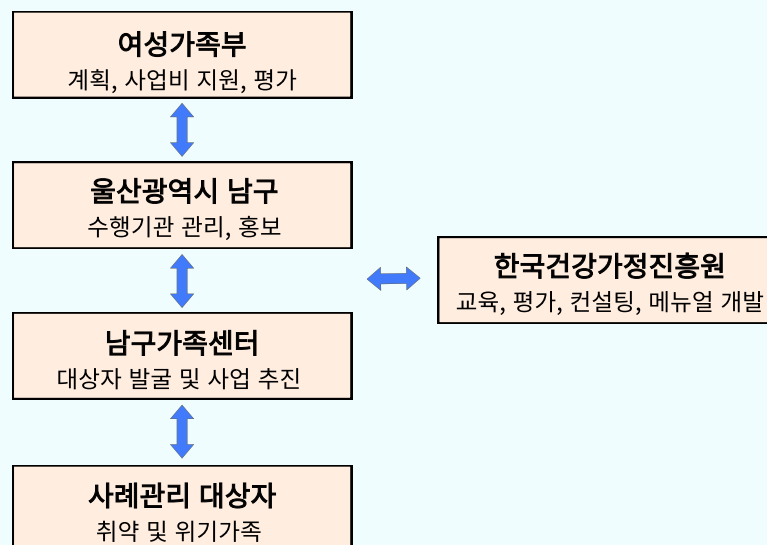 여성가족부
계획, 사업비 지원, 평가
울산광역시 남구
수행기관 관리, 홍보
한국건강가정진흥원
교육, 평가, 컨설팅, 메뉴얼 개발
남구가족센터
대상자 발굴 및 사업 추진
사례관리 대상자
취약 및 위기가족